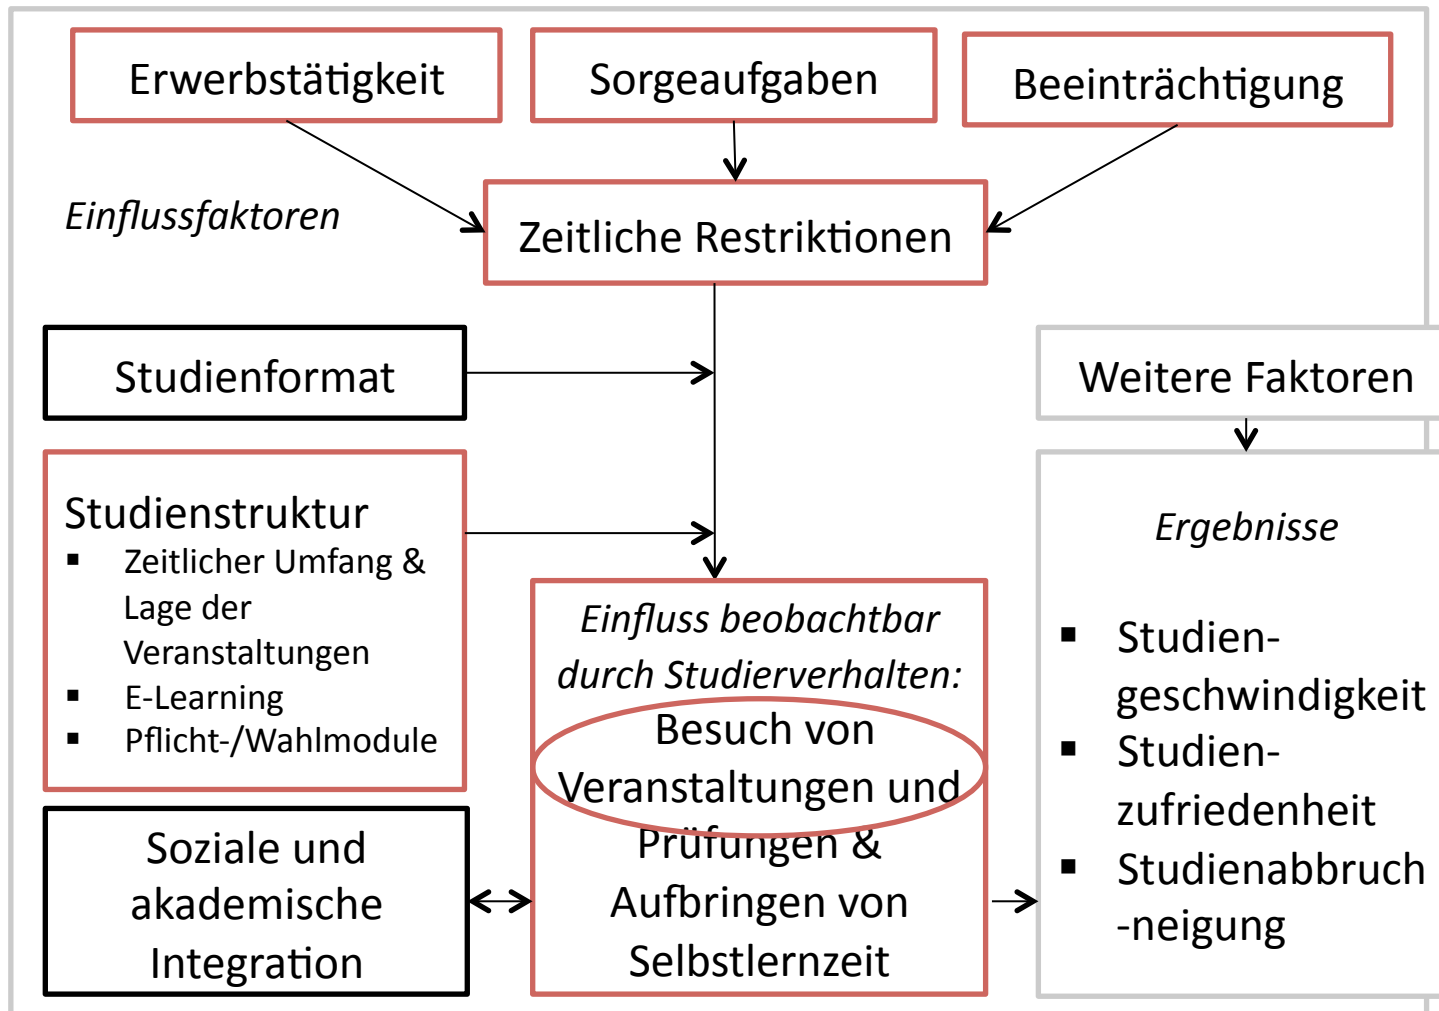 Erwerbstätigkeit
Sorgeaufgaben
Beeinträchtigung
Einflussfaktoren
Zeitliche Restriktionen
Studienformat
Weitere Faktoren
Studienstruktur
▪ Zeitlicher Umfang &
Lage der
Veranstaltungen
▪ E-Learning
▪ Pflicht-/Wahlmodule
Einfluss beobachtbar
durch Studierverhalten:
Besuch von
Veranstaltungen und
Prüfungen &
Aufbringen von
Selbstlernzeit
Ergebnisse
▪ Studien-
geschwindigkeit
▪ Studien-
zufriedenheit
▪ Studienabbruch
-neigung
Soziale und
akademische
Integration